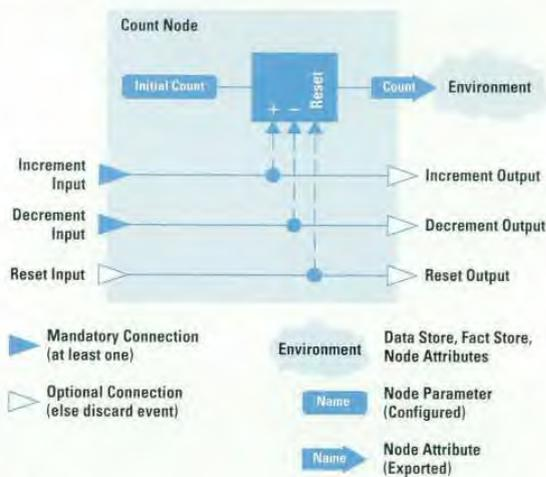 Count Node
Initial Count
+
−
Reset
Count
Environment
Increment
Input
Increment Output
Decrement
Input
Decrement Output
Reset Input
Reset Output
Mandatory Connection
(at least one)
Optional Connection
(else discard event)
Environment
Data Store, Fact Store,
Node Attributes
Name
Node Parameter
(Configured)
Name
Node Attribute
(Exported)